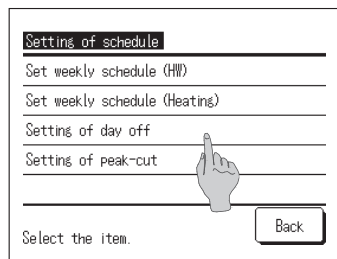 Setting of schedule
Set weekly schedule (HW)
Set weekly schedule (Heating)
Setting of day off
Setting of peak-cut
Select the item.
Back